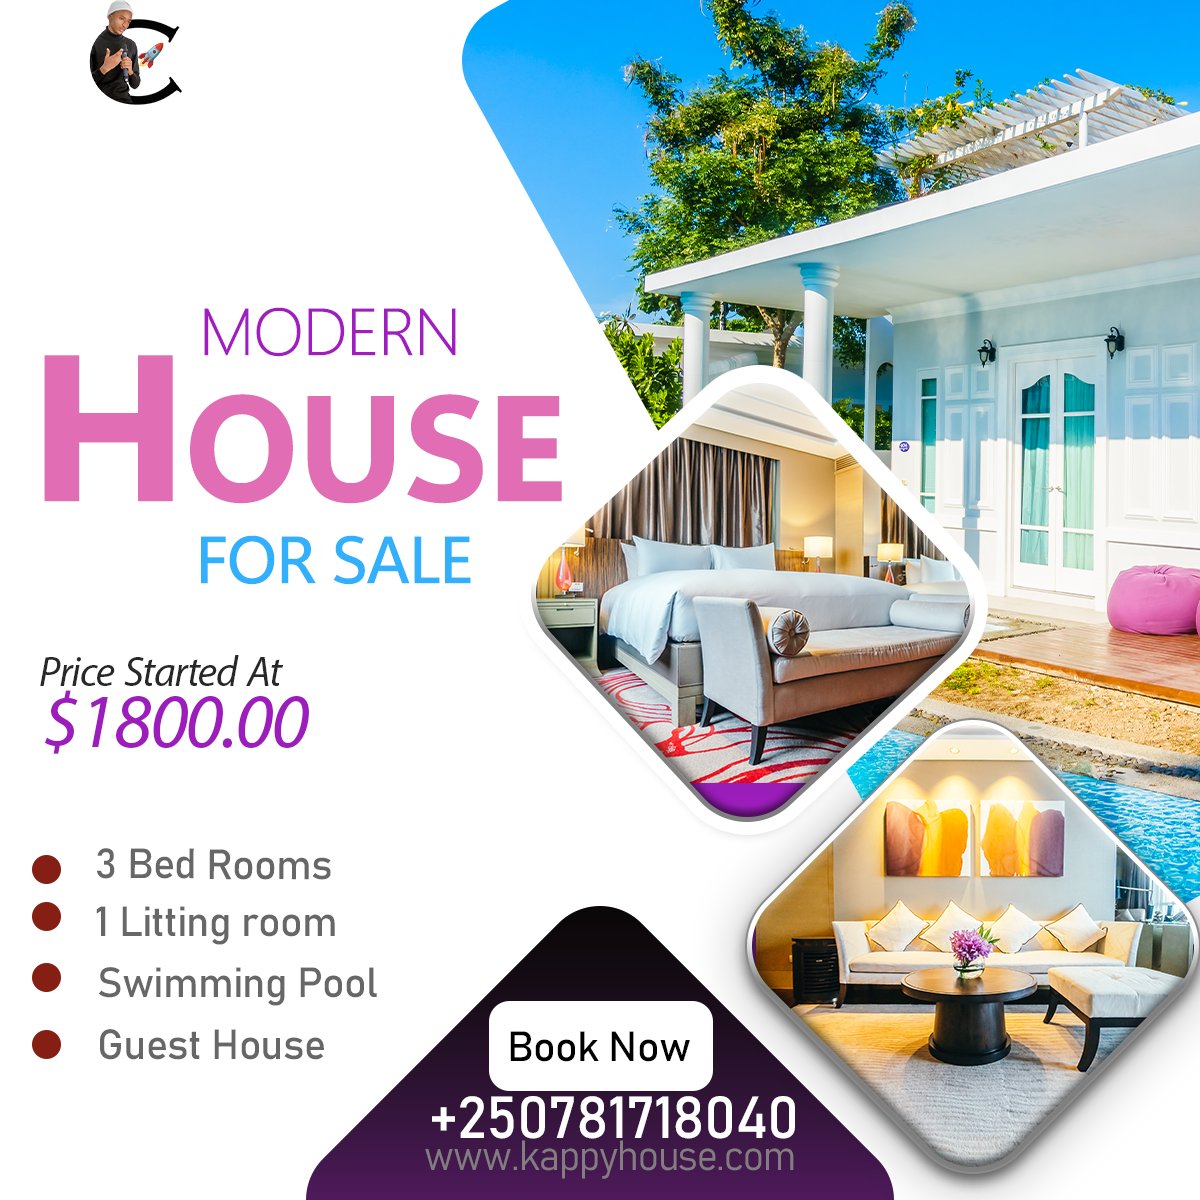 MODERN
HOUSE
FOR SALE
Price Started At
$1800.00
3 Bed Rooms
1 Litting room
Swimming Pool
Guest House
Book Now
+250781718040
www.kappyhouse.com